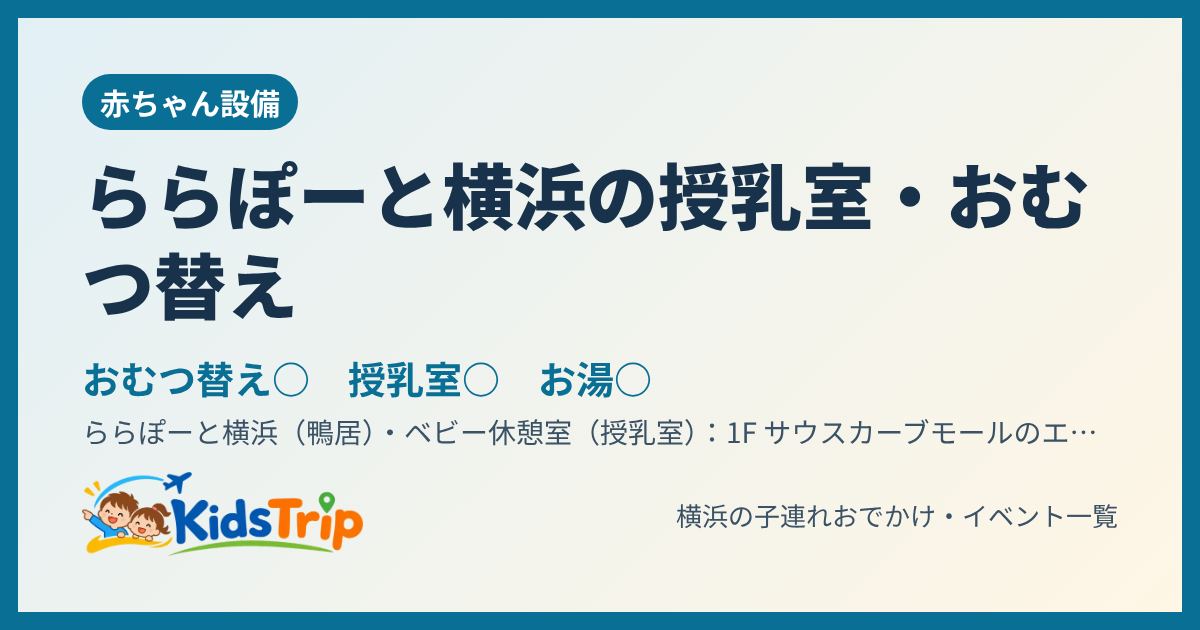 赤ちゃん設備
ららぽーと横浜の授乳室・おむ
つ替え
おむつ替え○　授乳室○　お湯○
ららぽーと横浜（鴨居）・ベビー休憩室（授乳室）：1F サウスカーブモールのエ…
KidsTrip
横浜の子連れおでかけ・イベント一覧